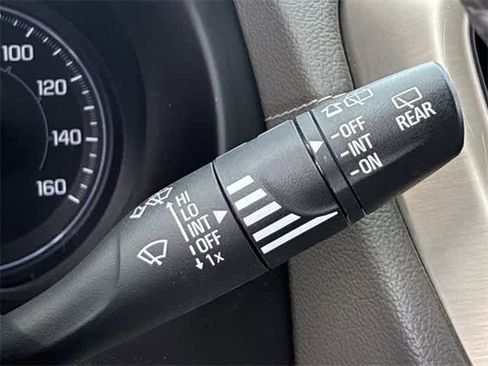 100
120
140
160
HI
LO
INT
OFF
1x
-OFF
-INT
-ON
REAR